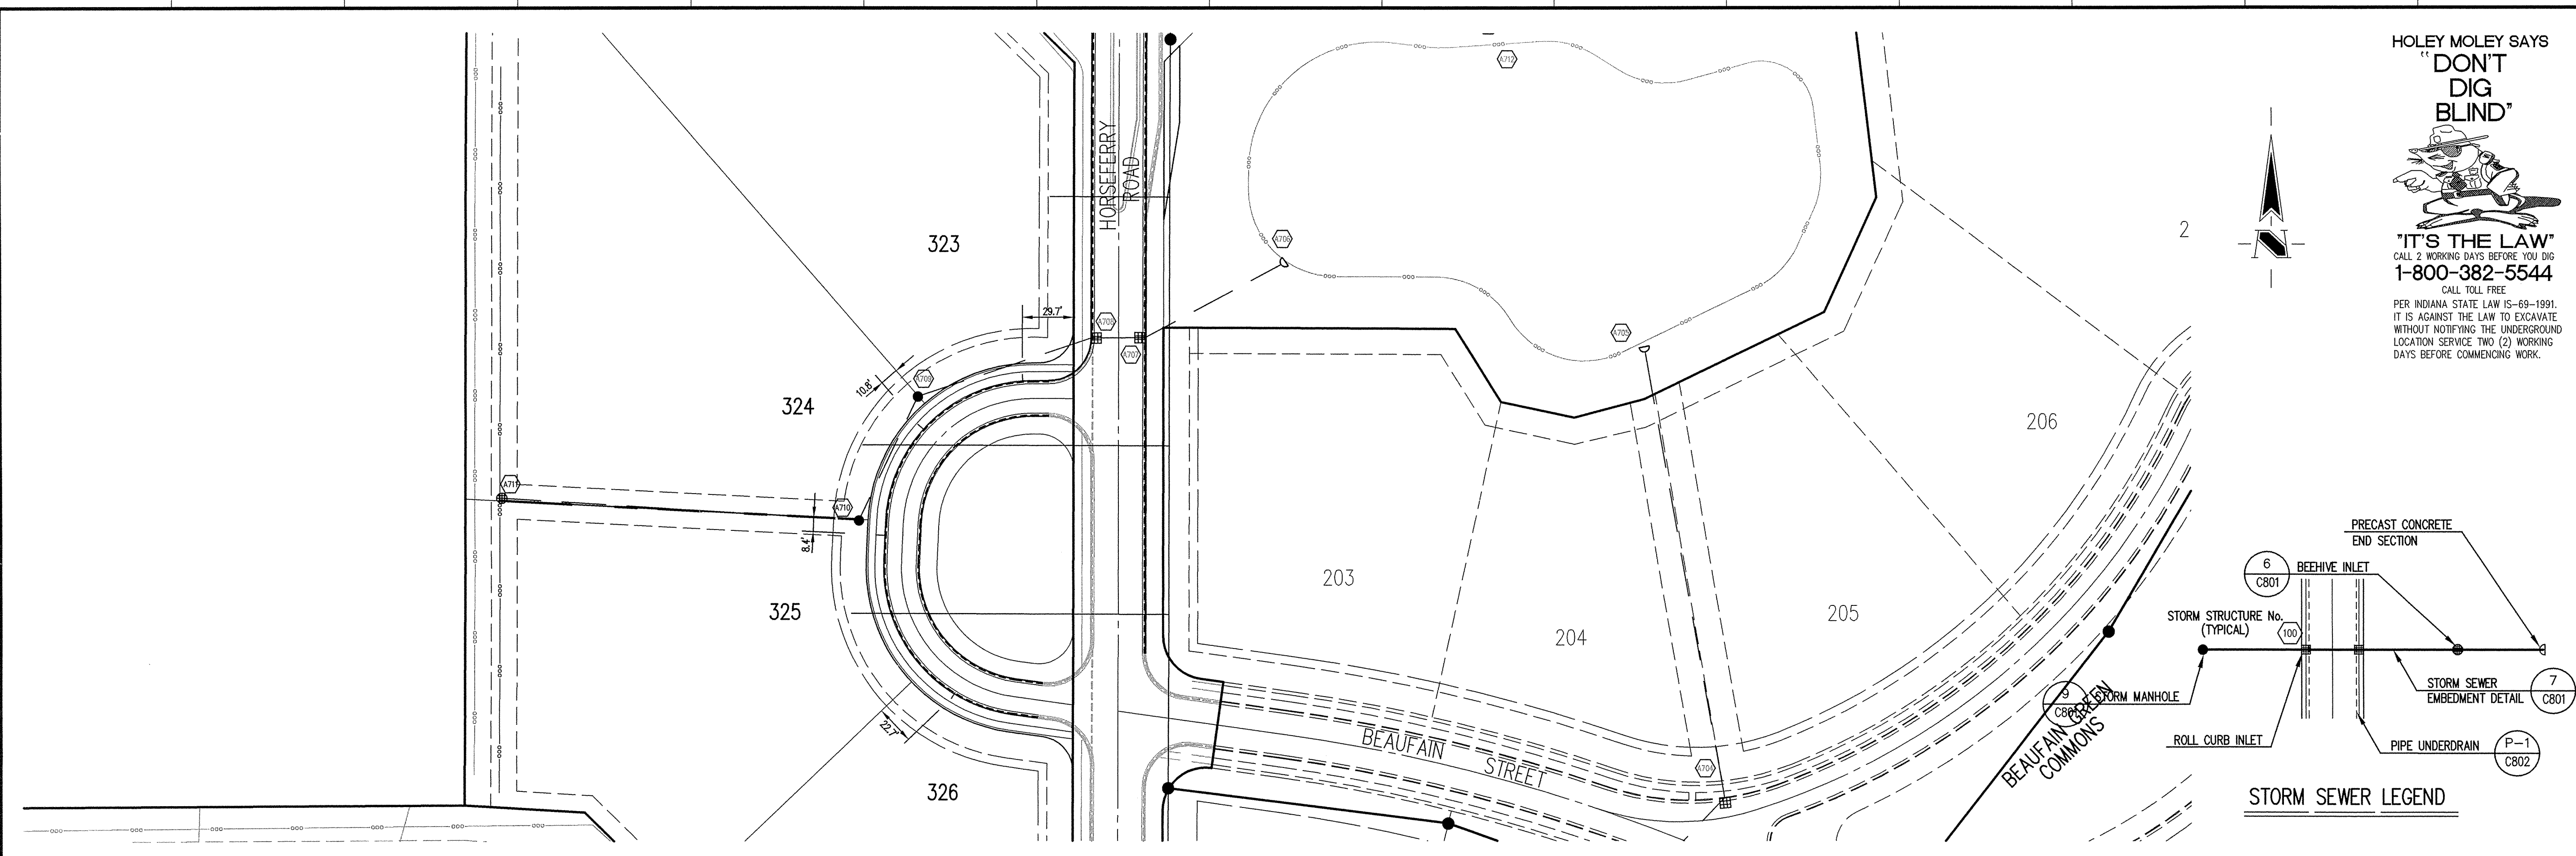 HOLEY MOLEY SAYS
"DON'T
DIG
BLIND"
"IT'S THE LAW"
CALL 2 WORKING DAYS BEFORE YOU DIG
1-800-382-5544
CALL TOLL FREE
PER INDIANA STATE LAW IS-69-1991.
IT IS AGAINST THE LAW TO EXCAVATE
WITHOUT NOTIFYING THE UNDERGROUND
LOCATION SERVICE TWO (2) WORKING
DAYS BEFORE COMMENCING WORK.
N
HORSEFERRY
ROAD
A712
A706
A705
A708
A707
A709
A710
A711
A704
323
324
325
326
203
204
205
206
2
29.7'
10.8'
8.4'
22.7'
BEAUFAIN STREET
BEAUFAIN GREEN
COMMONS
PRECAST CONCRETE
END SECTION
6
C801
BEEHIVE INLET
STORM STRUCTURE No.
(TYPICAL)
100
9
C801
STORM MANHOLE
STORM SEWER
EMBEDMENT DETAIL
7
C801
ROLL CURB INLET
PIPE UNDERDRAIN
P-1
C802
STORM SEWER LEGEND